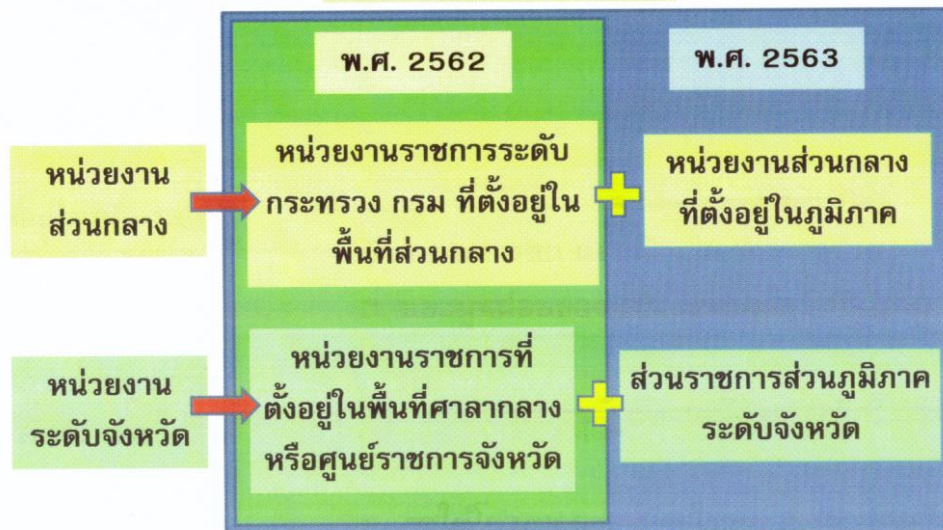 พ.ศ. 2562
พ.ศ. 2563
หน่วยงาน
ส่วนกลาง
หน่วยงานราชการระดับ
กระทรวง กรม ที่ตั้งอยู่ใน
พื้นที่ส่วนกลาง
หน่วยงานส่วนกลาง
ที่ตั้งอยู่ในภูมิภาค
หน่วยงาน
ระดับจังหวัด
หน่วยงานราชการที่
ตั้งอยู่ในพื้นที่ศาลากลาง
หรือศูนย์ราชการจังหวัด
ส่วนราชการส่วนภูมิภาค
ระดับจังหวัด